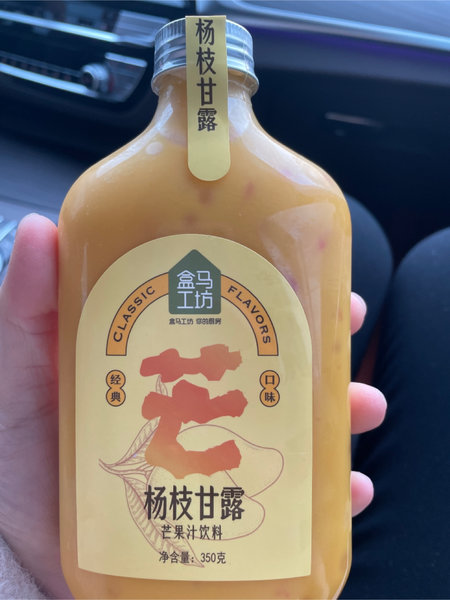 杨枝甘露
盒马
工坊
盒马工坊 你的厨房
CLASSIC FLAVORS
经典
口味
芒
杨枝甘露
芒果汁饮料
净含量：350克